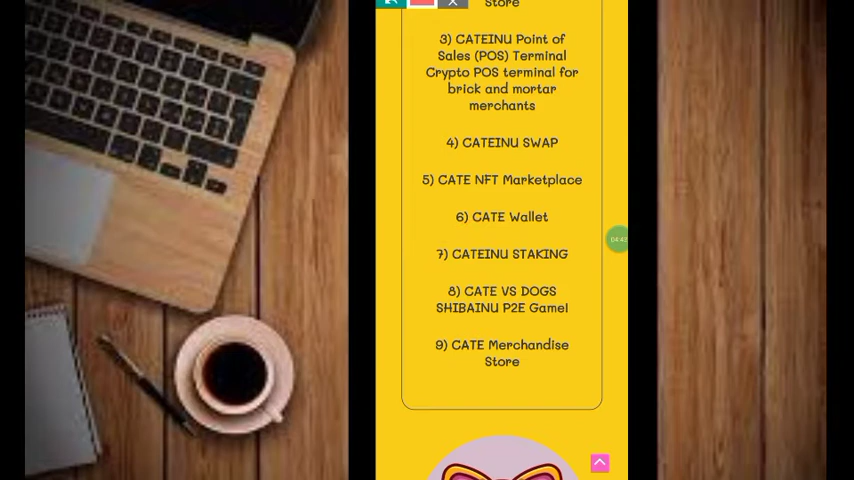 Store
3) CATEINU Point of
Sales (POS) Terminal
Crypto POS terminal for
brick and mortar
merchants
4) CATEINU SWAP
5) CATE NFT Marketplace
6) CATE Wallet
7) CATEINU STAKING
8) CATE VS DOGS
SHIBAINU P2E Game!
9) CATE Merchandise
Store
04:43